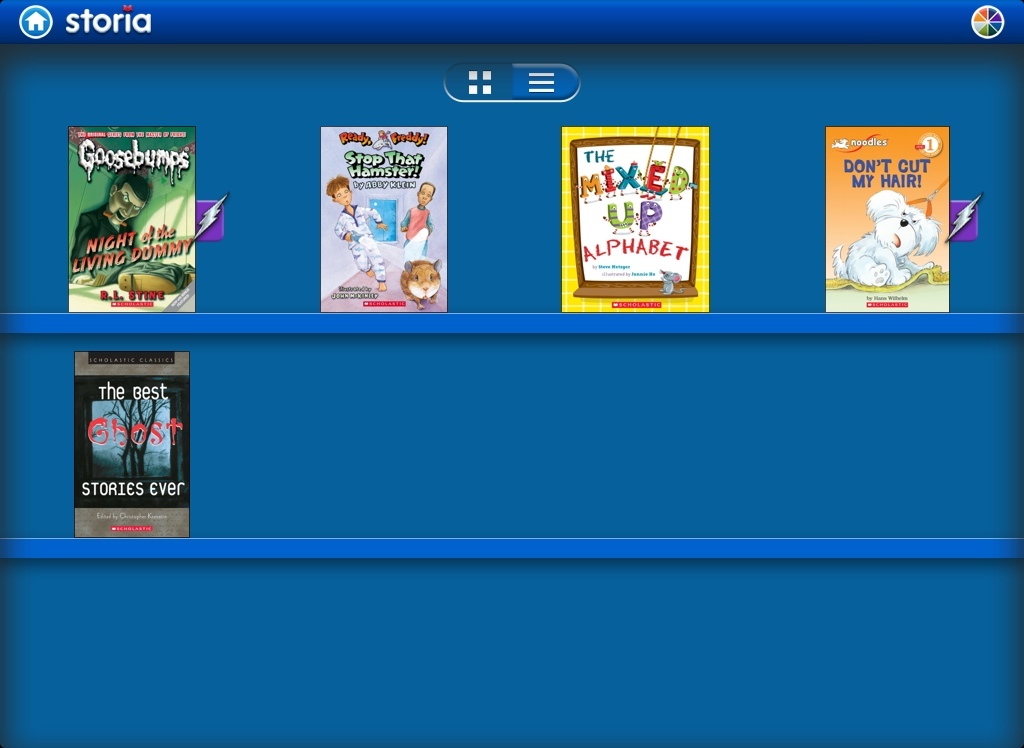 storia
THE ORIGINAL SERIES FROM THE MASTER OF FRIGHT
Goosebumps
NIGHT of the
LIVING DUMMY
R.L. STINE
SCHOLASTIC
Ready, Freddy!
Stop That
Hamster!
by ABBY KLEIN
illustrated by
JOHN McKINLEY
SCHOLASTIC
THE
MIXED
UP
ALPHABET
by Steve Metzger
illustrated by Jannie Ho
SCHOLASTIC
noodles
1
DON'T CUT
MY HAIR!
by Hans Wilhelm
SCHOLASTIC
SCHOLASTIC CLASSICS
The Best
Ghost
STORIES EVER
Edited by Christopher Krovatin
SCHOLASTIC